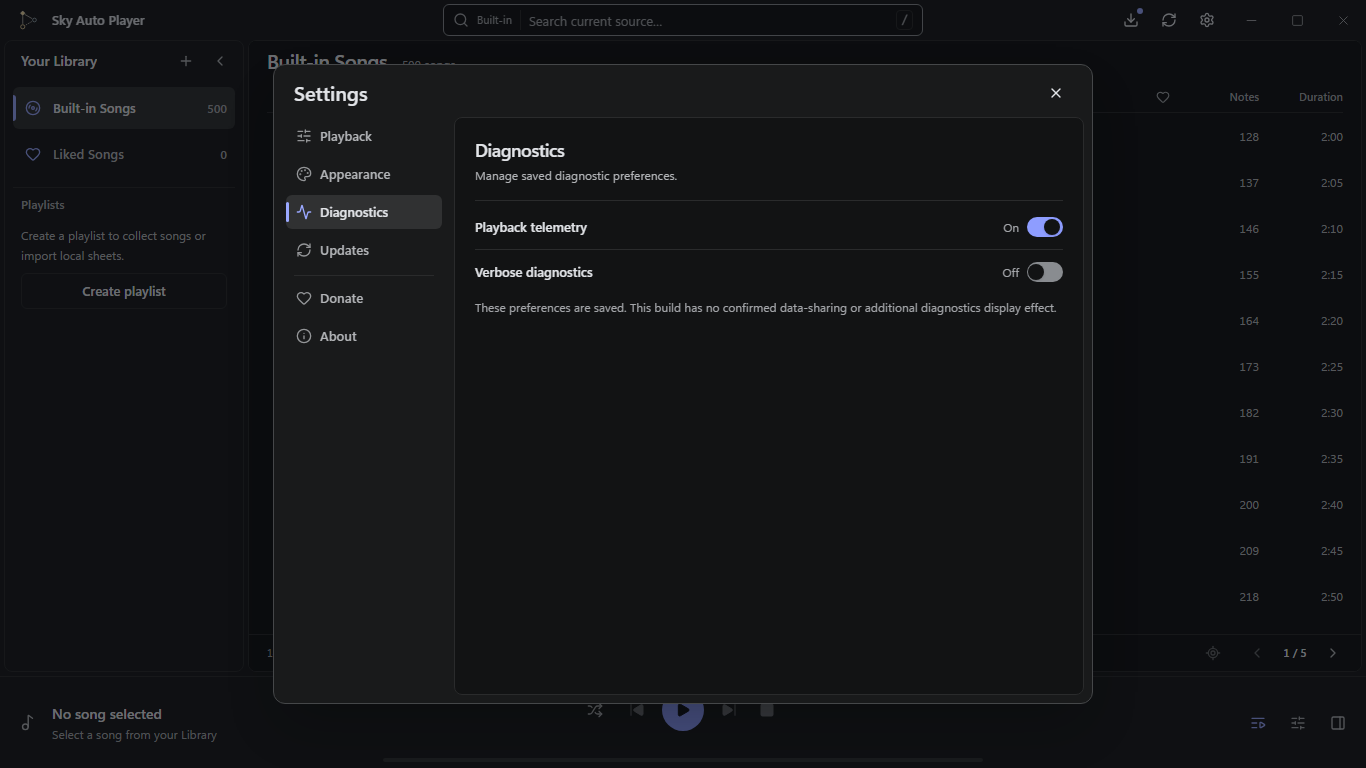 Sky Auto Player
Built-in
Search current source...
/
Your Library
Built-in Songs 500
Liked Songs 0
Playlists
Create a playlist to collect songs or
import local sheets.
Create playlist
Built-in Songs 500 songs
Notes Duration
128 2:00
137 2:05
146 2:10
155 2:15
164 2:20
173 2:25
182 2:30
191 2:35
200 2:40
209 2:45
218 2:50
1 / 5
Settings
Playback
Appearance
Diagnostics
Updates
Donate
About
Diagnostics
Manage saved diagnostic preferences.
Playback telemetry On
Verbose diagnostics Off
These preferences are saved. This build has no confirmed data-sharing or additional diagnostics display effect.
No song selected
Select a song from your Library